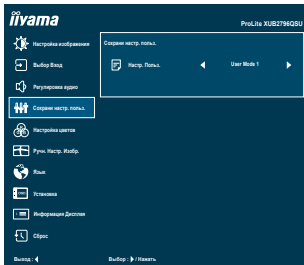 iiyama
ProLite XUB2796QSU
Настройка изображения
Сохрани настр. польз.
Выбор Вход
Настр. Польз.
User Mode 1
Регулировка аудио
Сохрани настр. польз.
Настройка цветов
Ручн. Настр. Изобр.
Язык
OSD
Установка
Информация Дисплея
Сброс
Выход :
Выбор : / Нажать